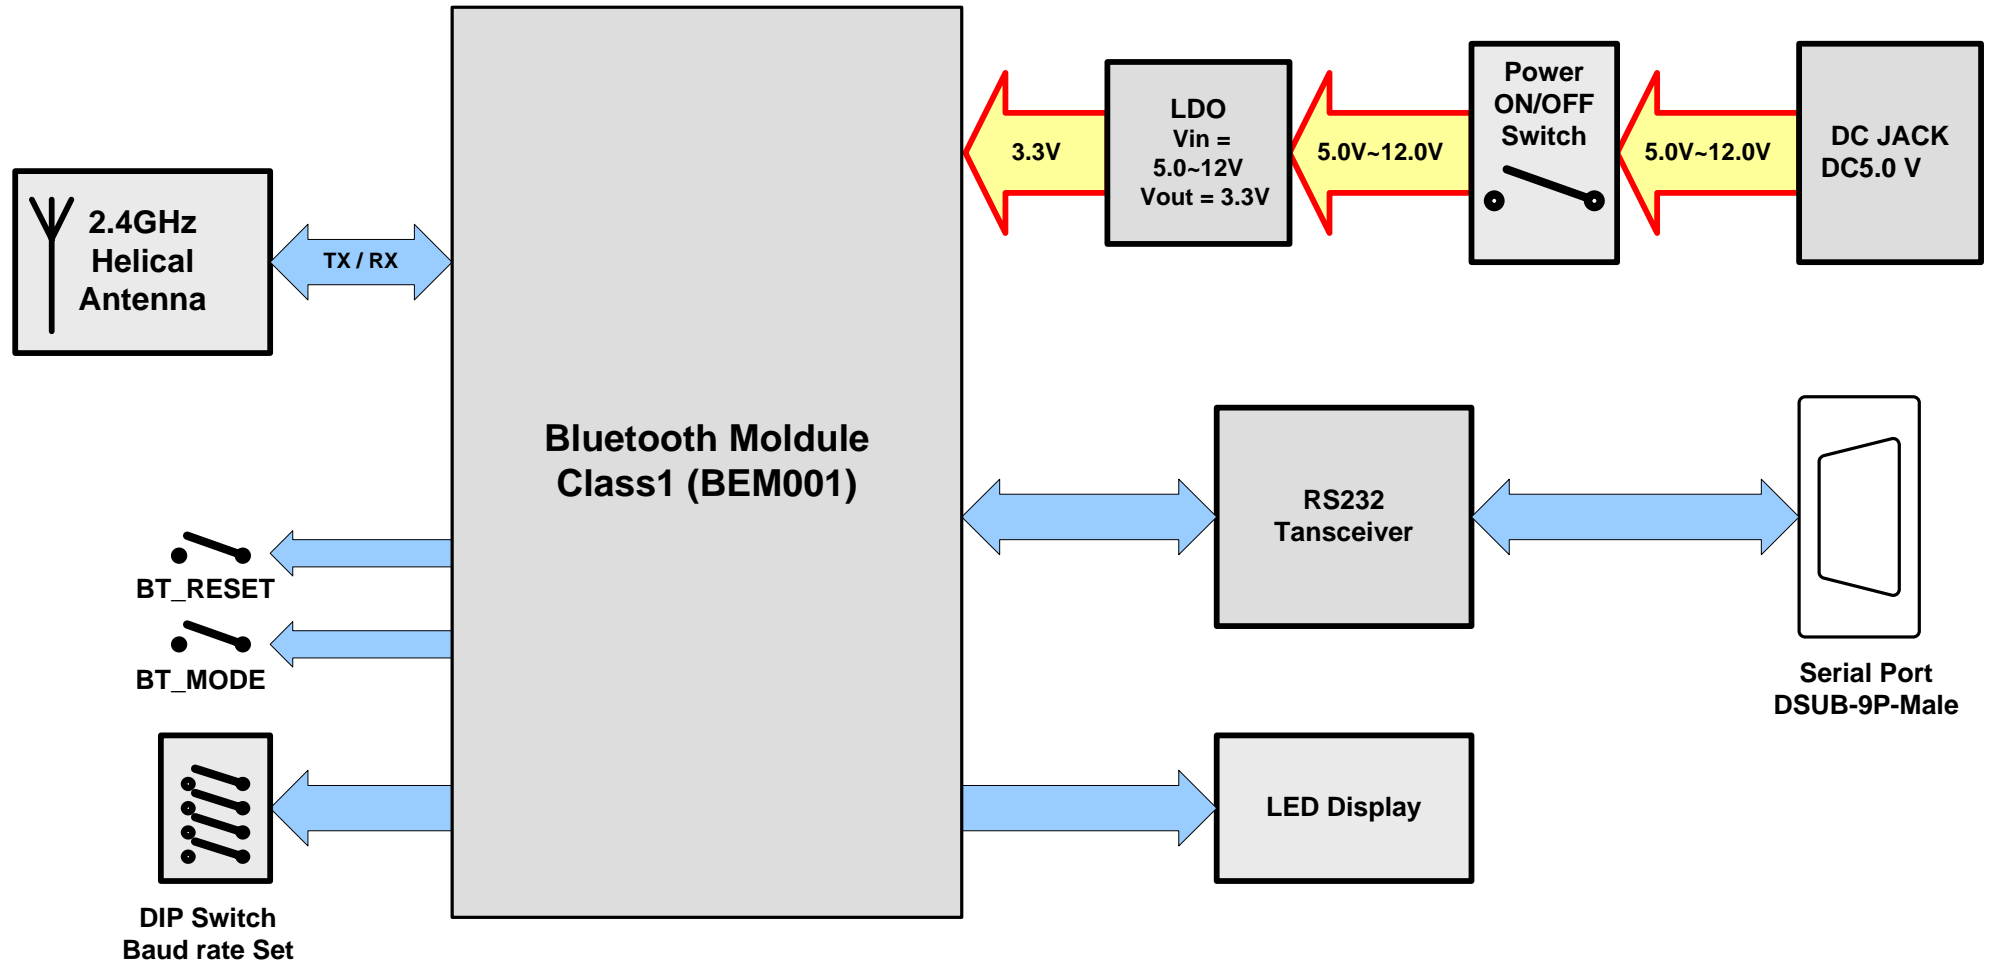 2.4GHz
Helical
Antenna
TX / RX
Bluetooth Moldule
Class1 (BEM001)
3.3V
LDO
Vin =
5.0~12V
Vout = 3.3V
5.0V~12.0V
Power
ON/OFF
Switch
5.0V~12.0V
DC JACK
DC5.0 V
BT_RESET
BT_MODE
DIP Switch
Baud rate Set
RS232
Tansceiver
Serial Port
DSUB-9P-Male
LED Display